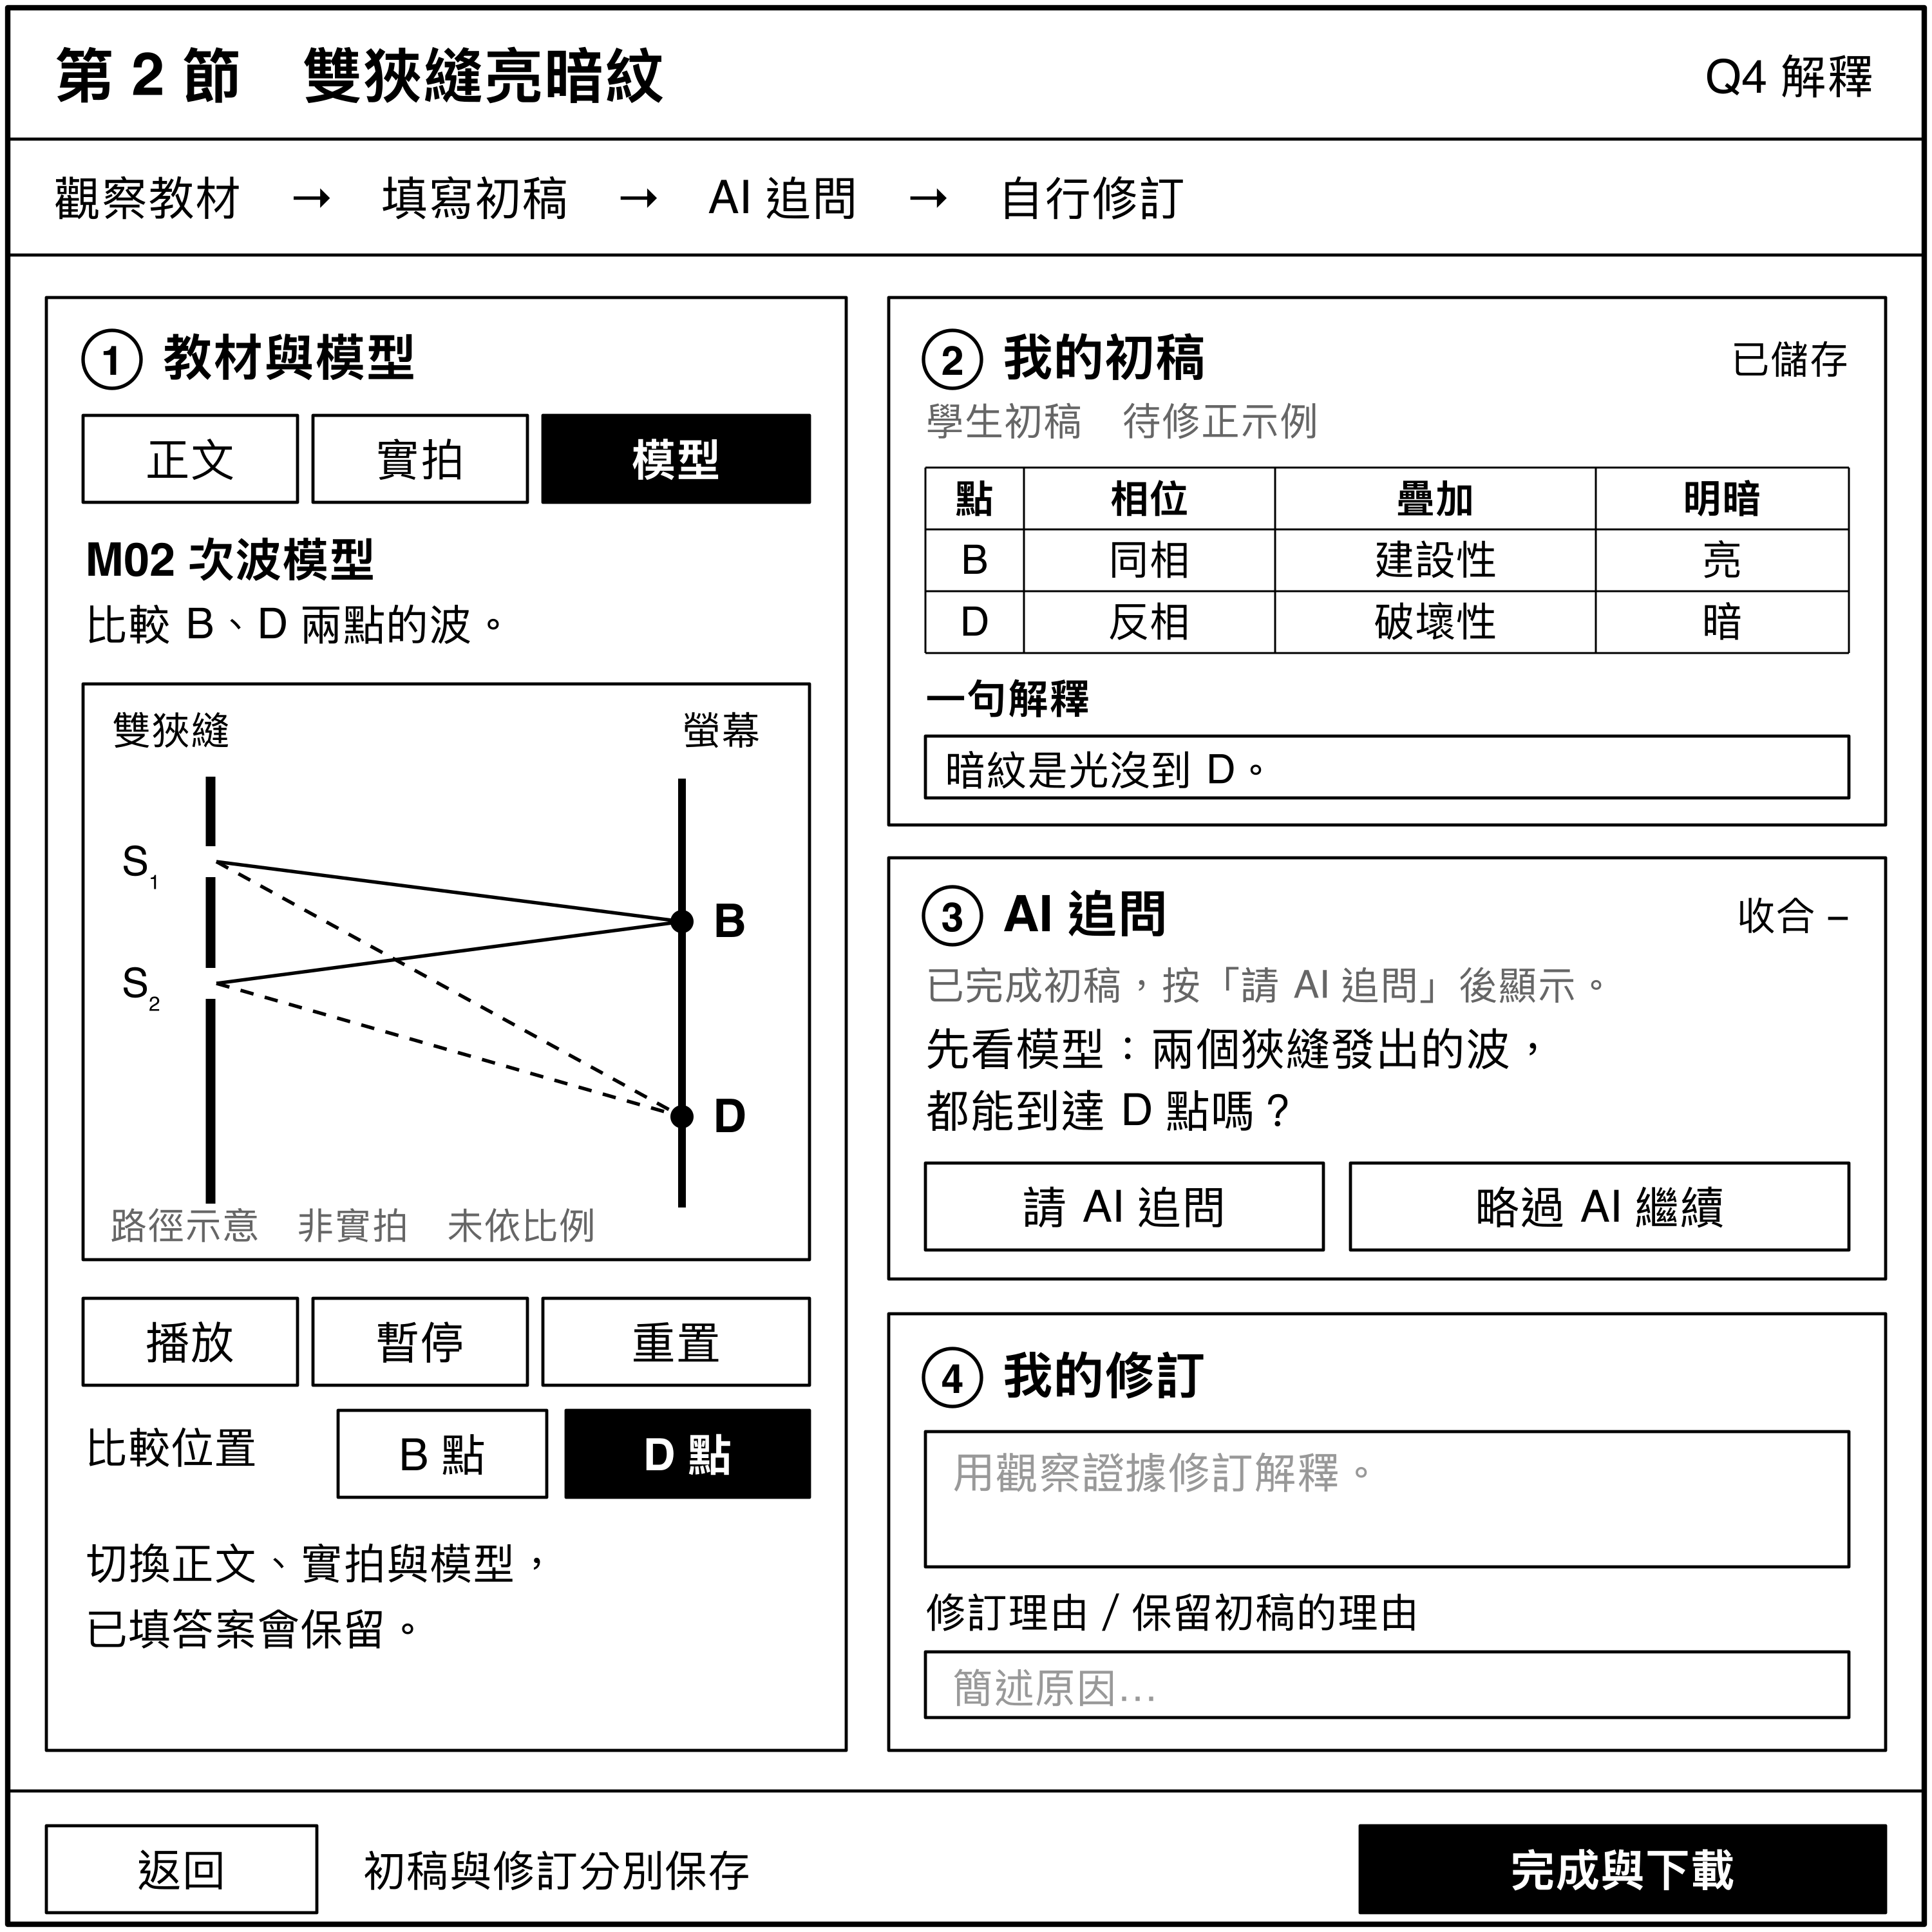 第 2 節　雙狹縫亮暗紋
Q4 解釋
觀察教材 → 填寫初稿 → AI 追問 → 自行修訂
① 教材與模型
正文　實拍　模型
M02 次波模型
比較 B、D 兩點的波。
雙狹縫　螢幕
S₁
B
S₂
D
路徑示意　非實拍　未依比例
播放　暫停　重置
比較位置　B 點　D 點
切換正文、實拍與模型，
已填答案會保留。
② 我的初稿　已儲存
學生初稿　待修正示例
點　相位　疊加　明暗
B　同相　建設性　亮
D　反相　破壞性　暗
一句解釋
暗紋是光沒到 D。
③ AI 追問　收合 –
已完成初稿，按「請 AI 追問」後顯示。
先看模型：兩個狹縫發出的波，
都能到達 D 點嗎？
請 AI 追問　略過 AI 繼續
④ 我的修訂
用觀察證據修訂解釋。
修訂理由 / 保留初稿的理由
簡述原因...
返回　初稿與修訂分別保存　完成與下載